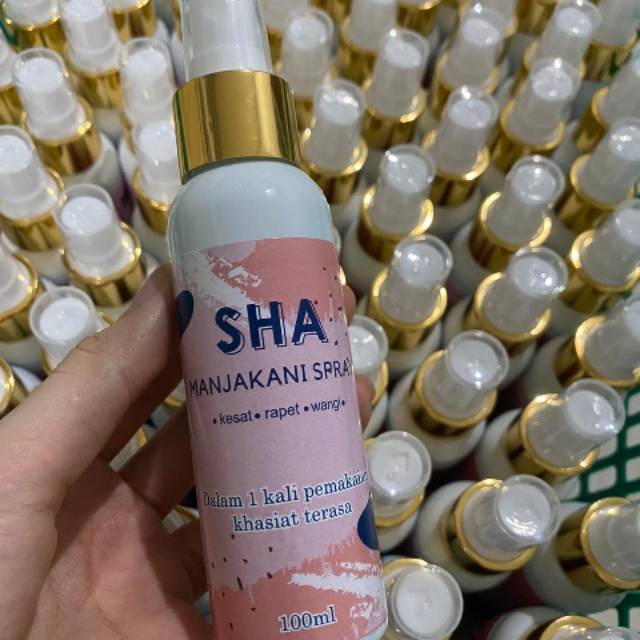 SHA
MANJAKANI SPRAY
•kesat• rapet •wangi•
Dalam 1 kali pemakaian
khasiat terasa
100ml